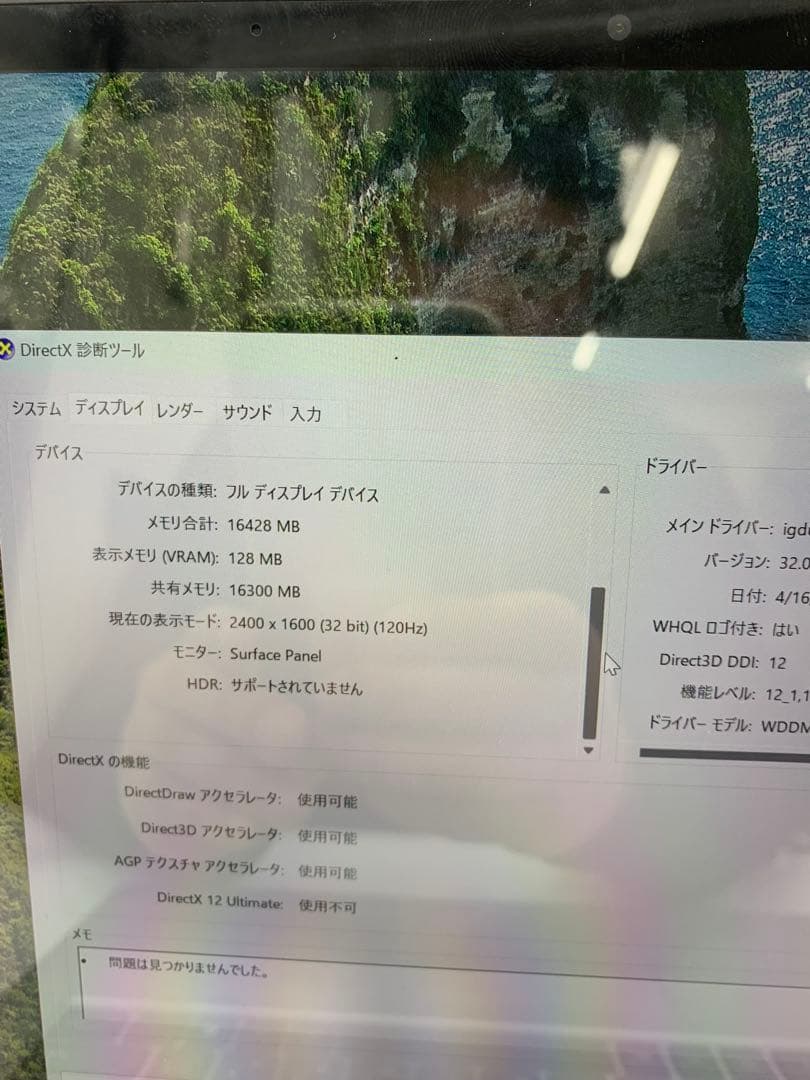 DirectX 診断ツール
システム ディスプレイ レンダー サウンド 入力
デバイス
デバイスの種類: フル ディスプレイ デバイス
メモリ合計: 16428 MB
表示メモリ (VRAM): 128 MB
共有メモリ: 16300 MB
現在の表示モード: 2400 x 1600 (32 bit) (120Hz)
モニター: Surface Panel
HDR: サポートされていません
ドライバー
メイン ドライバー:
バージョン: 32.0
日付: 4/16
WHQL ロゴ付き: はい
Direct3D DDI: 12
機能レベル: 12_1,1
ドライバー モデル: WDDM
DirectX の機能
DirectDraw アクセラレータ: 使用可能
Direct3D アクセラレータ: 使用可能
AGP テクスチャ アクセラレータ: 使用可能
DirectX 12 Ultimate: 使用不可
メモ
• 問題は見つかりませんでした。